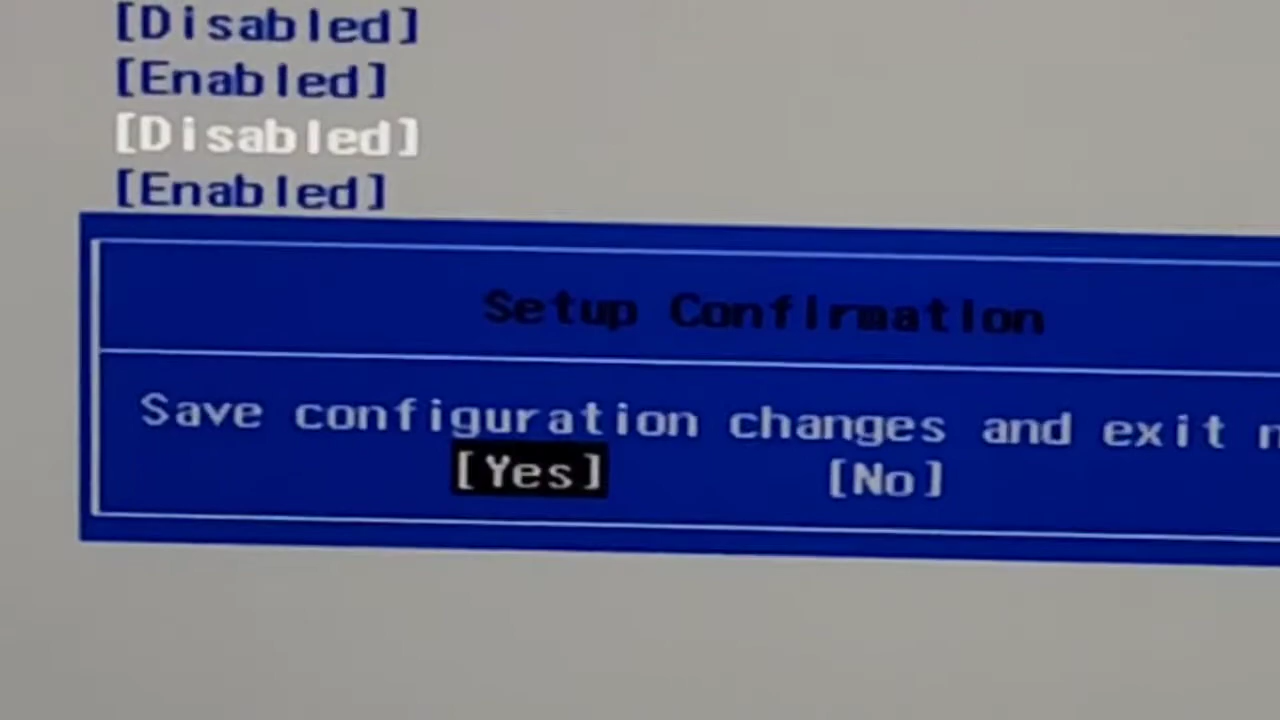 [Disabled]
[Enabled]
[Disabled]
[Enabled]
Setup Confirmation
Save configuration changes and exit
[Yes] [No]